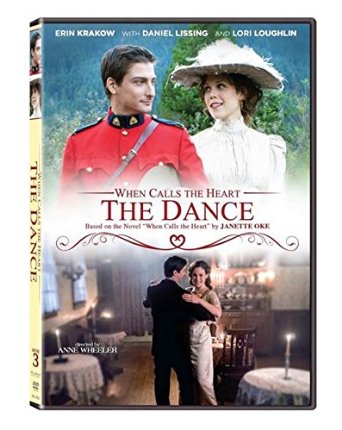 ERIN KRAKOW WITH DANIEL LISSING AND LORI LOUGHLIN
WHEN CALLS THE HEART
THE DANCE
Based on the Novel "When Calls the Heart" by JANETTE OKE
directed by
ANNE WHEELER
WHEN CALLS THE HEART
THE DANCE
3
DVD